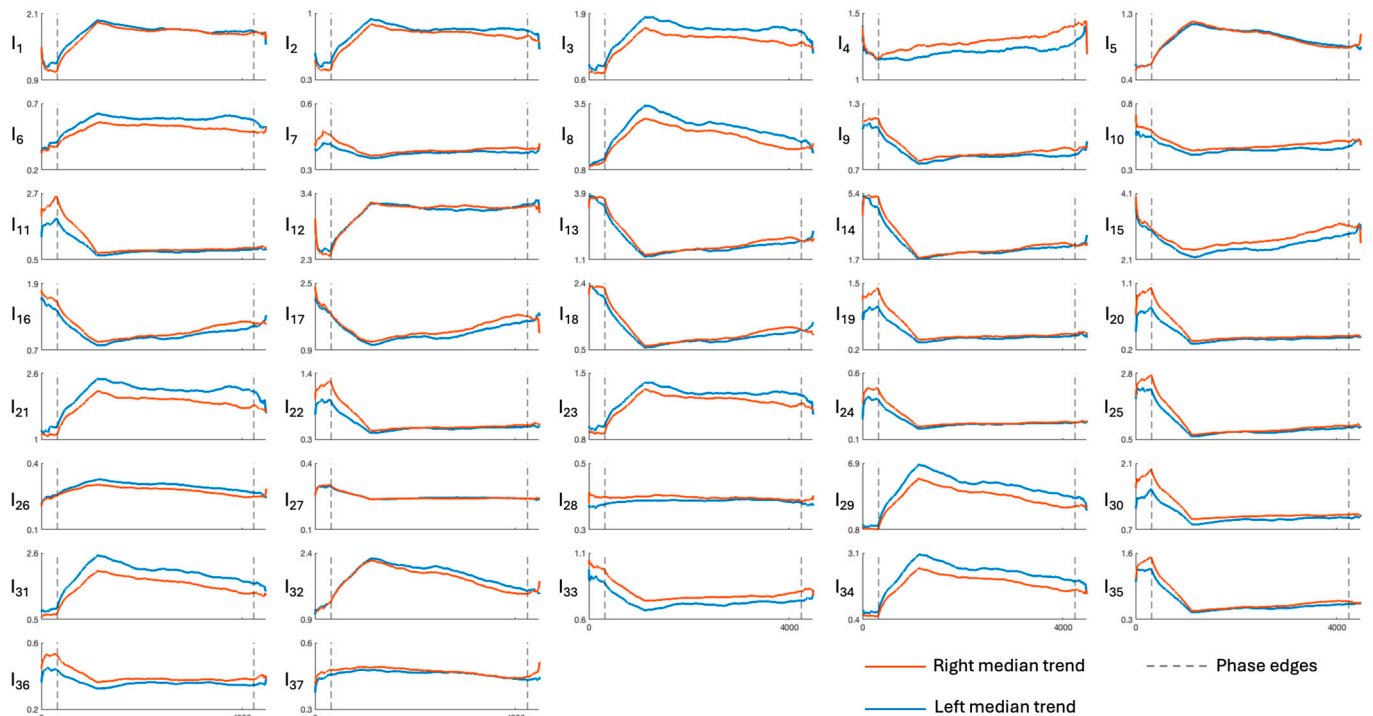 2.1 1 1.9 1.5 1.3
I1 I2 I3 I4 I5
0.9 0.3 0.6 1 0.4
0.7 0.6 3.5 1.3 0.8
I6 I7 I8 I9 I10
0.2 0.3 0.8 0.7 0.3
2.7 3.4 3.9 5.4 4.1
I11 I12 I13 I14 I15
0.5 2.3 1.1 1.7 2.1
1.9 2.5 2.4 1.5 1.1
I16 I17 I18 I19 I20
0.7 0.9 0.5 0.2 0.2
2.6 1.4 1.5 0.6 2.8
I21 I22 I23 I24 I25
1 0.3 0.8 0.1 0.5
0.4 0.4 0.5 6.9 2.1
I26 I27 I28 I29 I30
0.1 0.1 0.3 0.8 0.7
2.6 2.6 1.1 3.1 1.6
I31 I32 I33 I34 I35
0.5 0.9 0.6 0.4 0.3
0 4000 0 4000 0 4000
0.6 0.6
I36 I37
0.2 0.3
Right median trend Phase edges
Left median trend